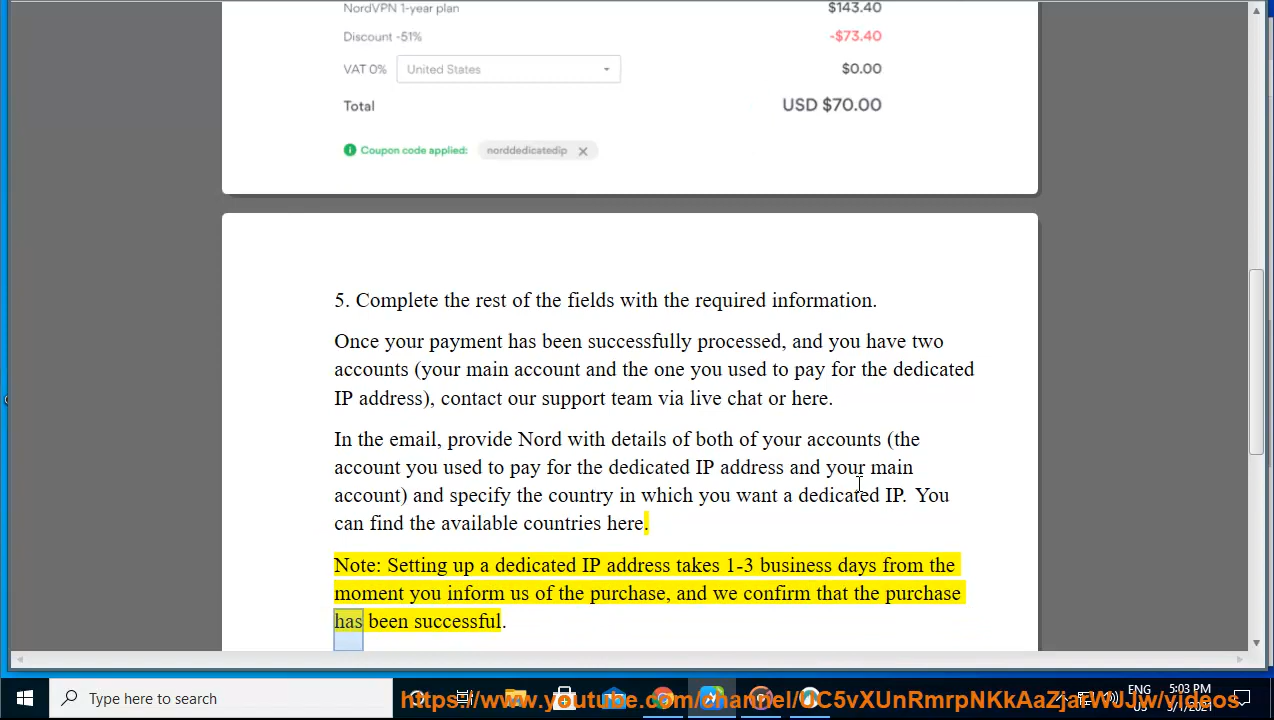 NordVPN 1-year plan $143.40
Discount -51% -$73.40
VAT 0% United States $0.00
Total USD $70.00
Coupon code applied: norddedicatedip
5. Complete the rest of the fields with the required information.
Once your payment has been successfully processed, and you have two
accounts (your main account and the one you used to pay for the dedicated
IP address), contact our support team via live chat or here.
In the email, provide Nord with details of both of your accounts (the
account you used to pay for the dedicated IP address and your main
account) and specify the country in which you want a dedicated IP. You
can find the available countries here.
Note: Setting up a dedicated IP address takes 1-3 business days from the
moment you inform us of the purchase, and we confirm that the purchase
has been successful.
Type here to search
ENG
5:03 PM